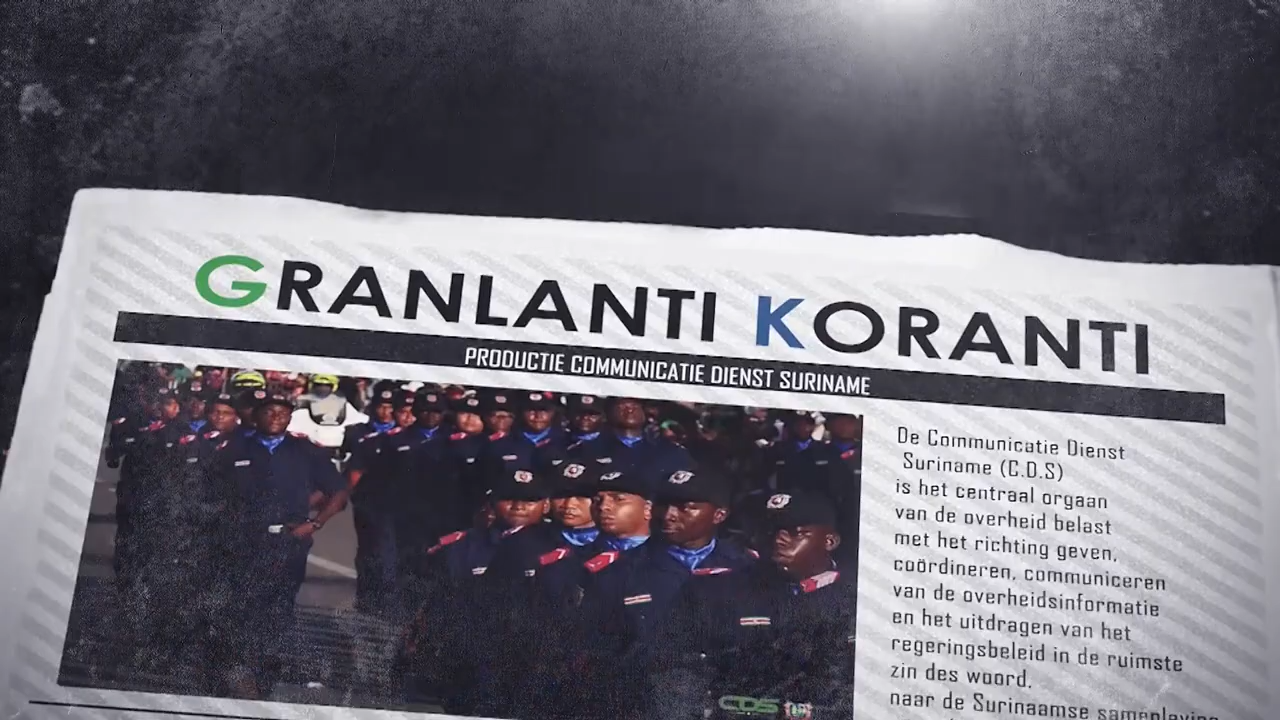 GRANLANTI KORANTI
PRODUCTIE COMMUNICATIE DIENST SURINAME
De Communicatie Dienst
Suriname (C.D.S)
is het centraal orgaan
van de overheid belast
met het richting geven,
coördineren, communiceren
van de overheidsinformatie
en het uitdragen van het
regeringsbeleid in de ruimste
zin des woord.
naar de Surinaamse samenleving
CDS